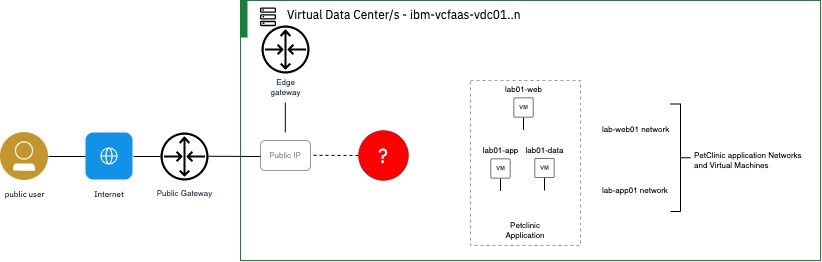 Virtual Data Center/s - ibm-vcfaas-vdc01..n
Edge
gateway
public user
Internet
Public Gateway
Public IP
?
lab01-web
VM
lab01-app
lab01-data
VM
VM
Petclinic
Application
lab-web01 network
lab-app01 network
PetClinic application Networks
and Virtual Machines